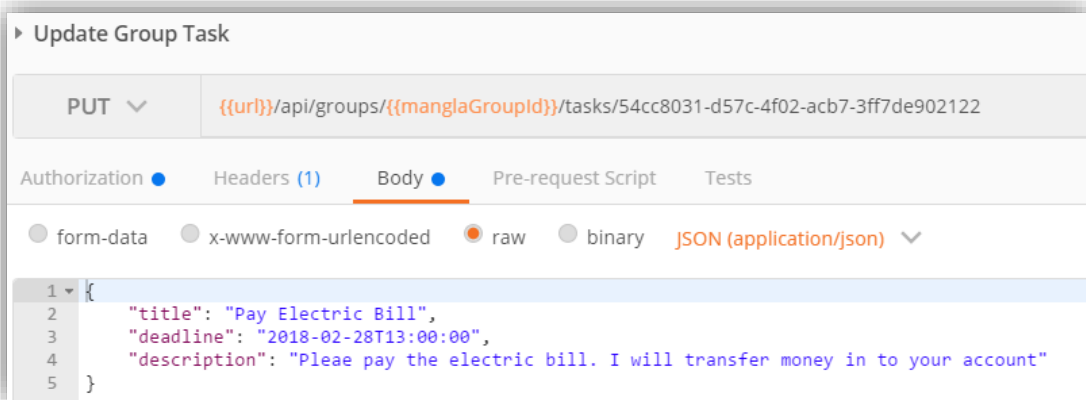 Update Group Task
PUT {{url}}/api/groups/{{manglaGroupId}}/tasks/54cc8031-d57c-4f02-acb7-3ff7de902122
Authorization Headers (1) Body Pre-request Script Tests
form-data x-www-form-urlencoded raw binary JSON (application/json)
1 {
2 "title": "Pay Electric Bill",
3 "deadline": "2018-02-28T13:00:00",
4 "description": "Pleae pay the electric bill. I will transfer money in to your account"
5 }